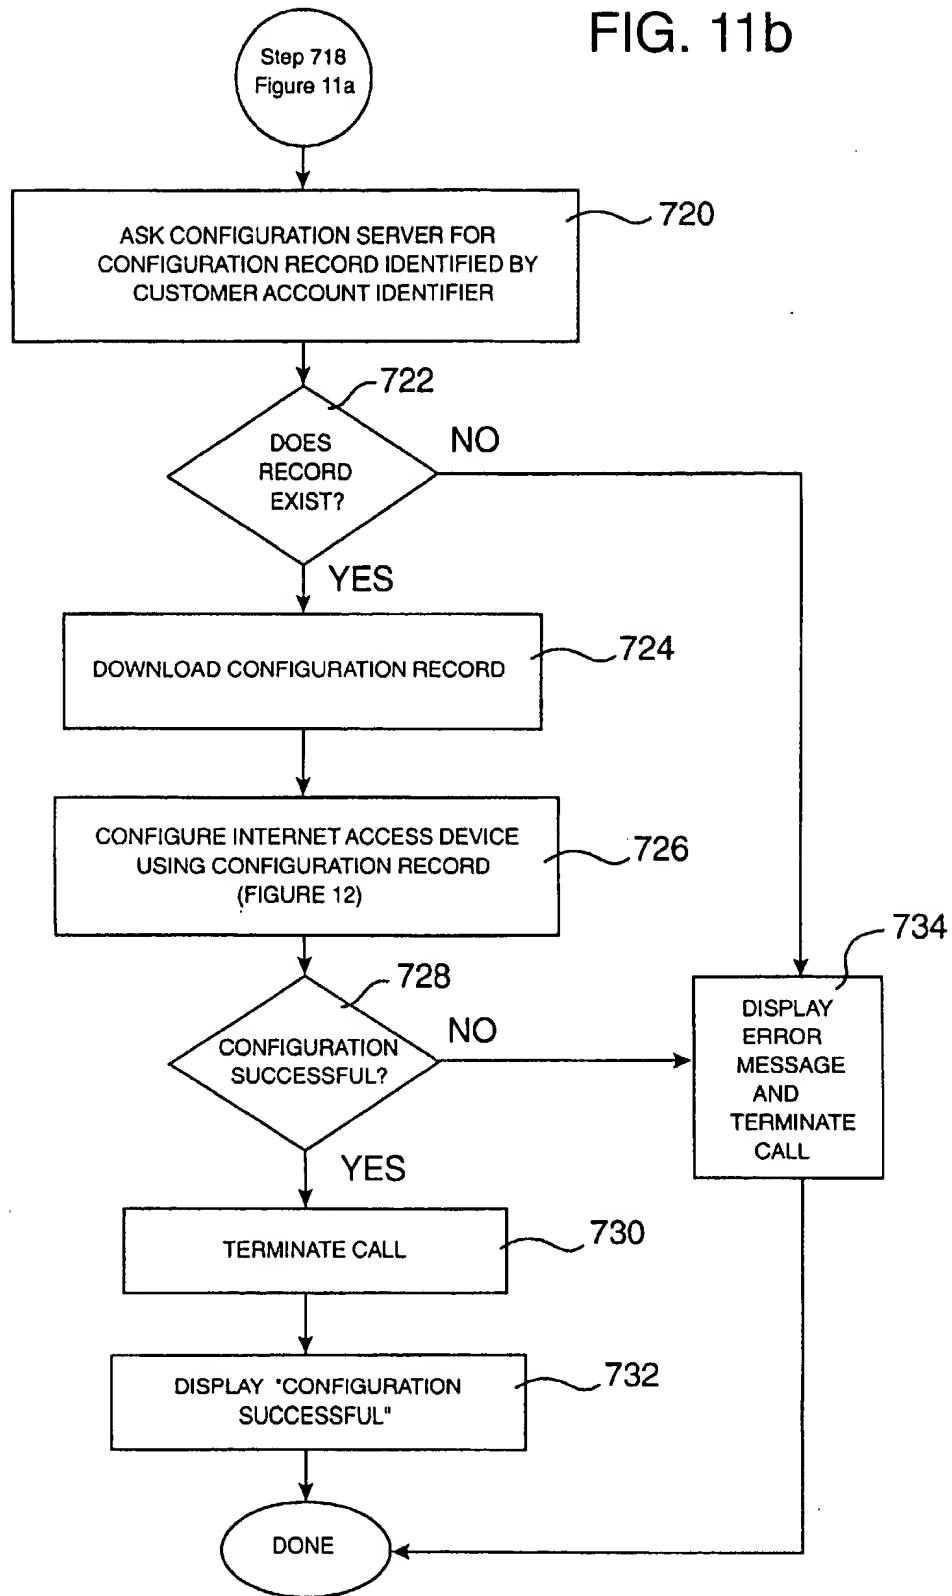 FIG. 11b
Step 718
Figure 11a
720
ASK CONFIGURATION SERVER FOR
CONFIGURATION RECORD IDENTIFIED BY
CUSTOMER ACCOUNT IDENTIFIER
722
DOES
RECORD
EXIST?
NO
YES
724
DOWNLOAD CONFIGURATION RECORD
726
CONFIGURE INTERNET ACCESS DEVICE
USING CONFIGURATION RECORD
(FIGURE 12)
728
CONFIGURATION
SUCCESSFUL?
NO
734
DISPLAY
ERROR
MESSAGE
AND
TERMINATE
CALL
YES
730
TERMINATE CALL
732
DISPLAY "CONFIGURATION
SUCCESSFUL"
DONE